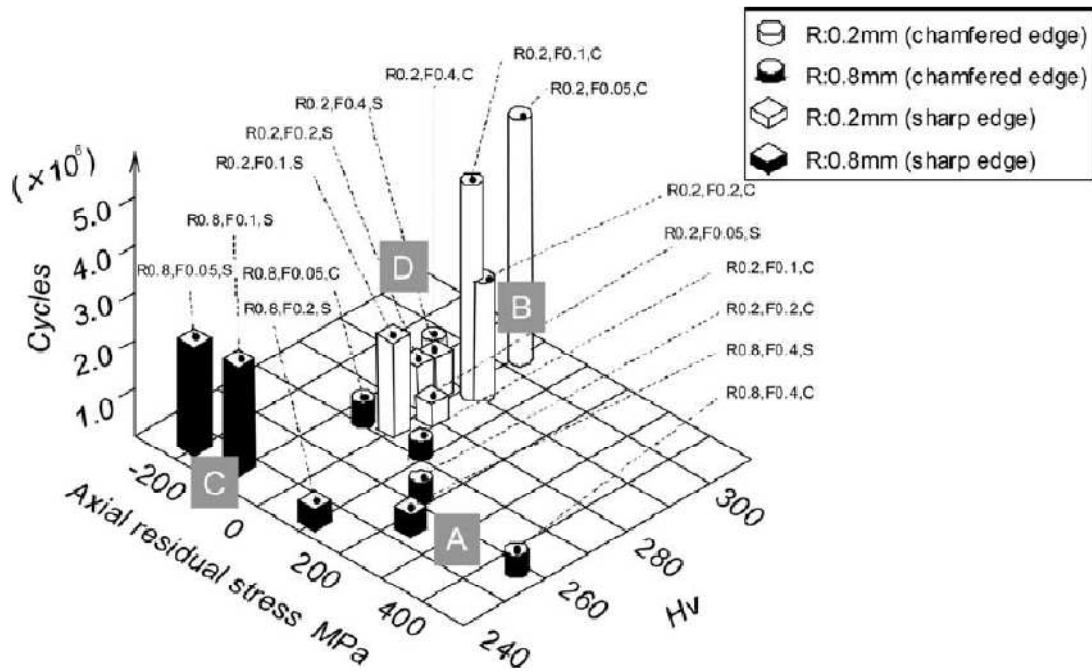 R:0.2mm (chamfered edge)
R:0.8mm (chamfered edge)
R:0.2mm (sharp edge)
R:0.8mm (sharp edge)
R0.2,F0.1,C
R0.2,F0.4,C
R0.2,F0.05,C
R0.2,F0.4,S
R0.2,F0.2,S
R0.2,F0.1.S
(×10⁶)
5.0
4.0
3.0
2.0
1.0
Cycles
R0.8,F0.1,S
R0.8,F0.05,S
R0.8,F0.05,C
R0.8,F0.2,S
R0.2,F0.2,C
R0.2,F0.05,S
R0.2,F0.1,C
R0.2,F0.2,C
R0.8,F0.4,S
R0.8,F0.4,C
D
B
C
A
-200
0
200
400
Axial residual stress MPa
300
280
260
240
Hv